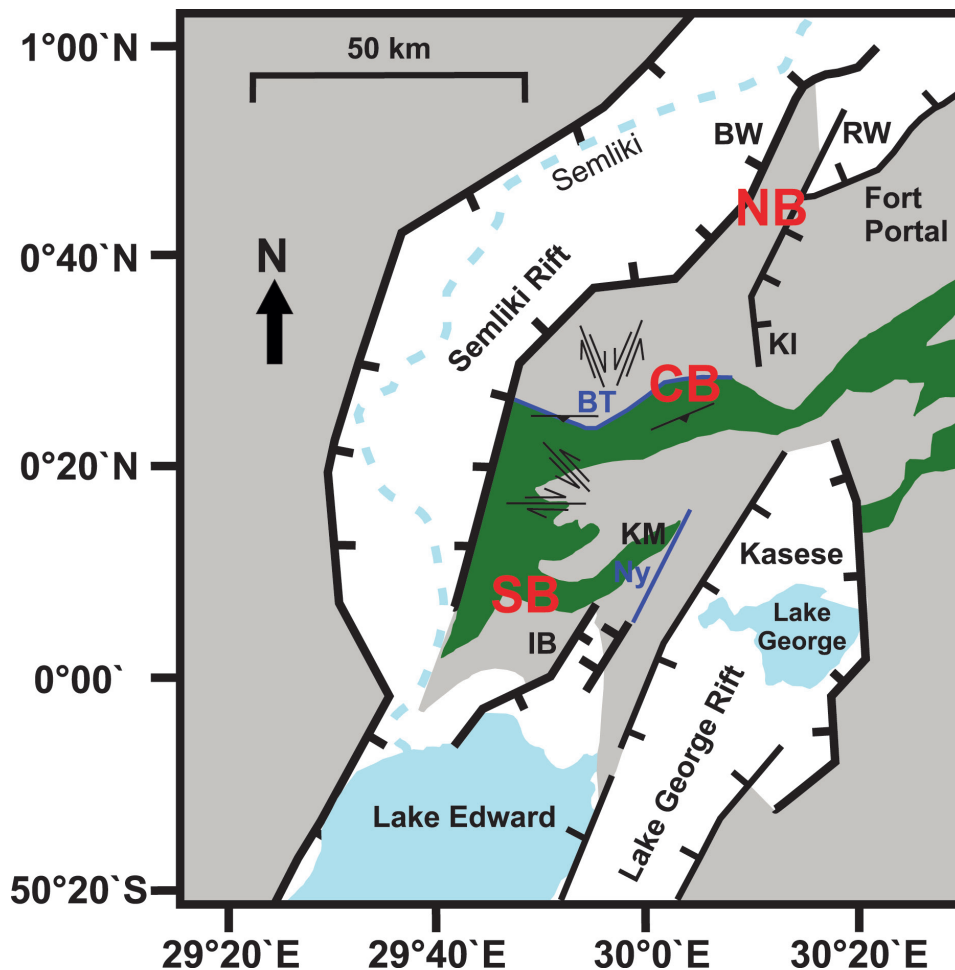 1°00`N
50 km
BW
RW
Semliki
NB
Fort
Portal
0°40`N
N
Semliki Rift
KI
CB
BT
0°20`N
KM
Kasese
Ny
SB
Lake
George
IB
0°00`
Lake George Rift
Lake Edward
50°20`S
29°20`E
29°40`E
30°0`E
30°20`E